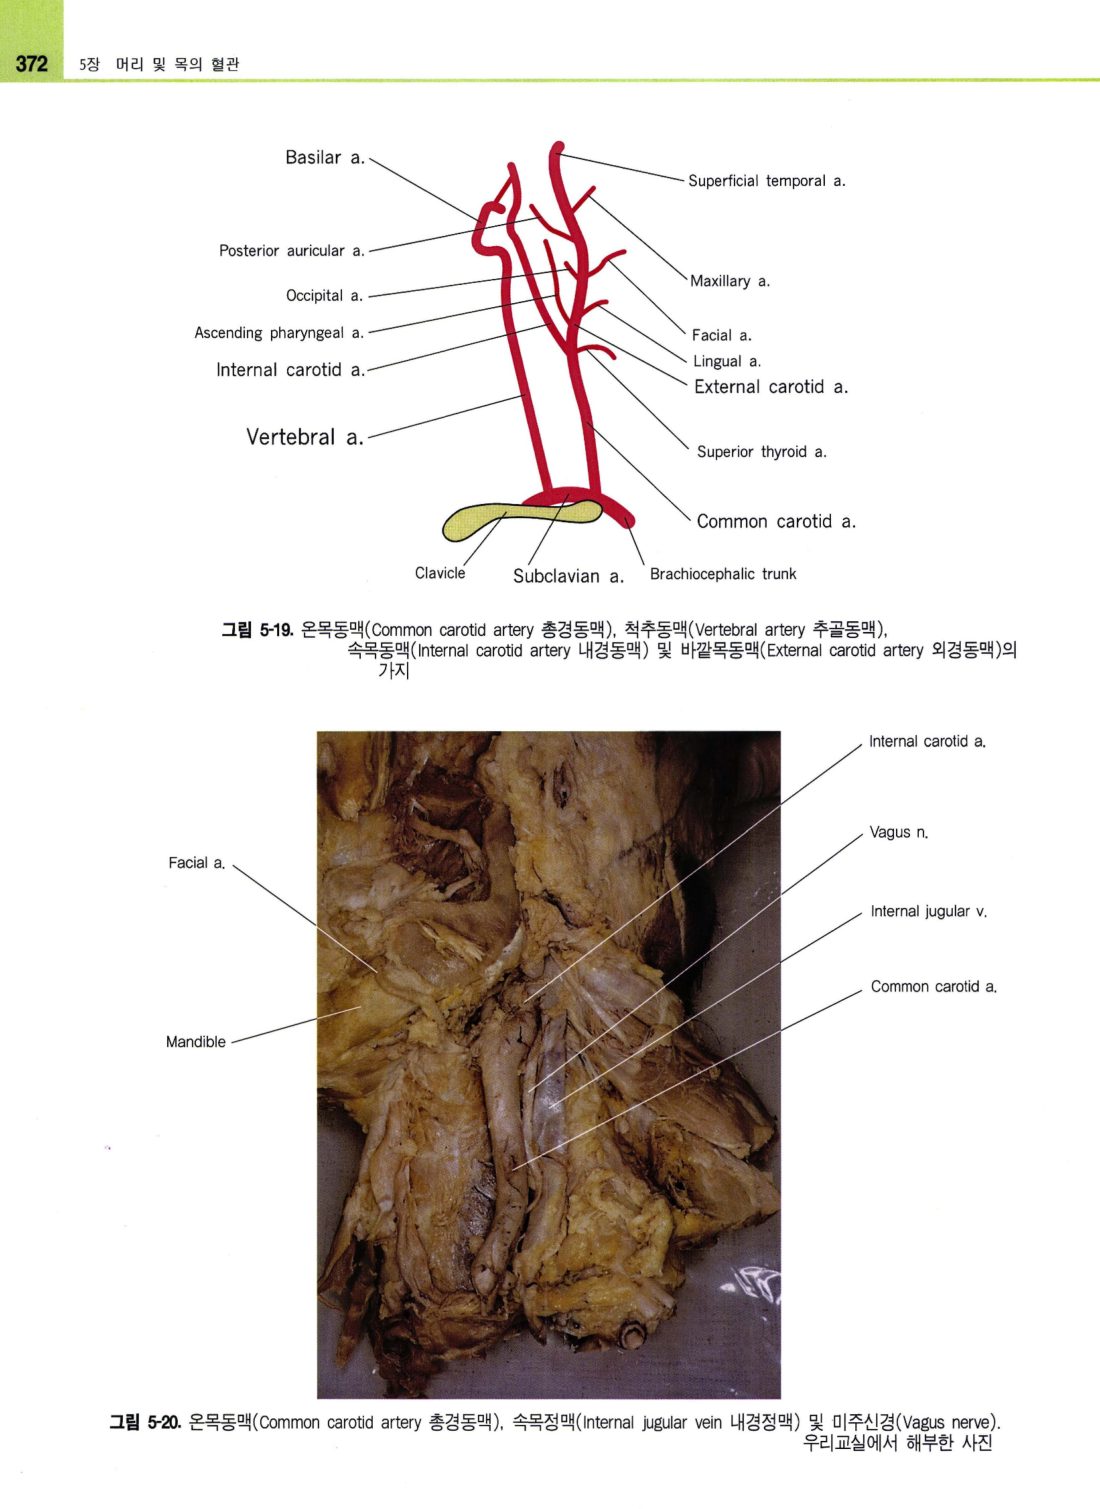 372
5장 머리 및 목의 혈관
Basilar a.
Superficial temporal a.
Posterior auricular a.
Maxillary a.
Occipital a.
Ascending pharyngeal a.
Facial a.
Lingual a.
Internal carotid a.
External carotid a.
Vertebral a.
Superior thyroid a.
Common carotid a.
Clavicle
Subclavian a.
Brachiocephalic trunk
그림 5-19. 온목동맥(Common carotid artery 총경동맥), 척추동맥(Vertebral artery 추골동맥),
속목동맥(Internal carotid artery 내경동맥) 및 바깥목동맥(External carotid artery 외경동맥)의
가지
Internal carotid a.
Vagus n.
Facial a.
Internal jugular v.
Common carotid a.
Mandible
그림 5-20. 온목동맥(Common carotid artery 총경동맥), 속목정맥(Internal jugular vein 내경정맥) 및 미주신경(Vagus nerve).
우리교실에서 해부한 사진